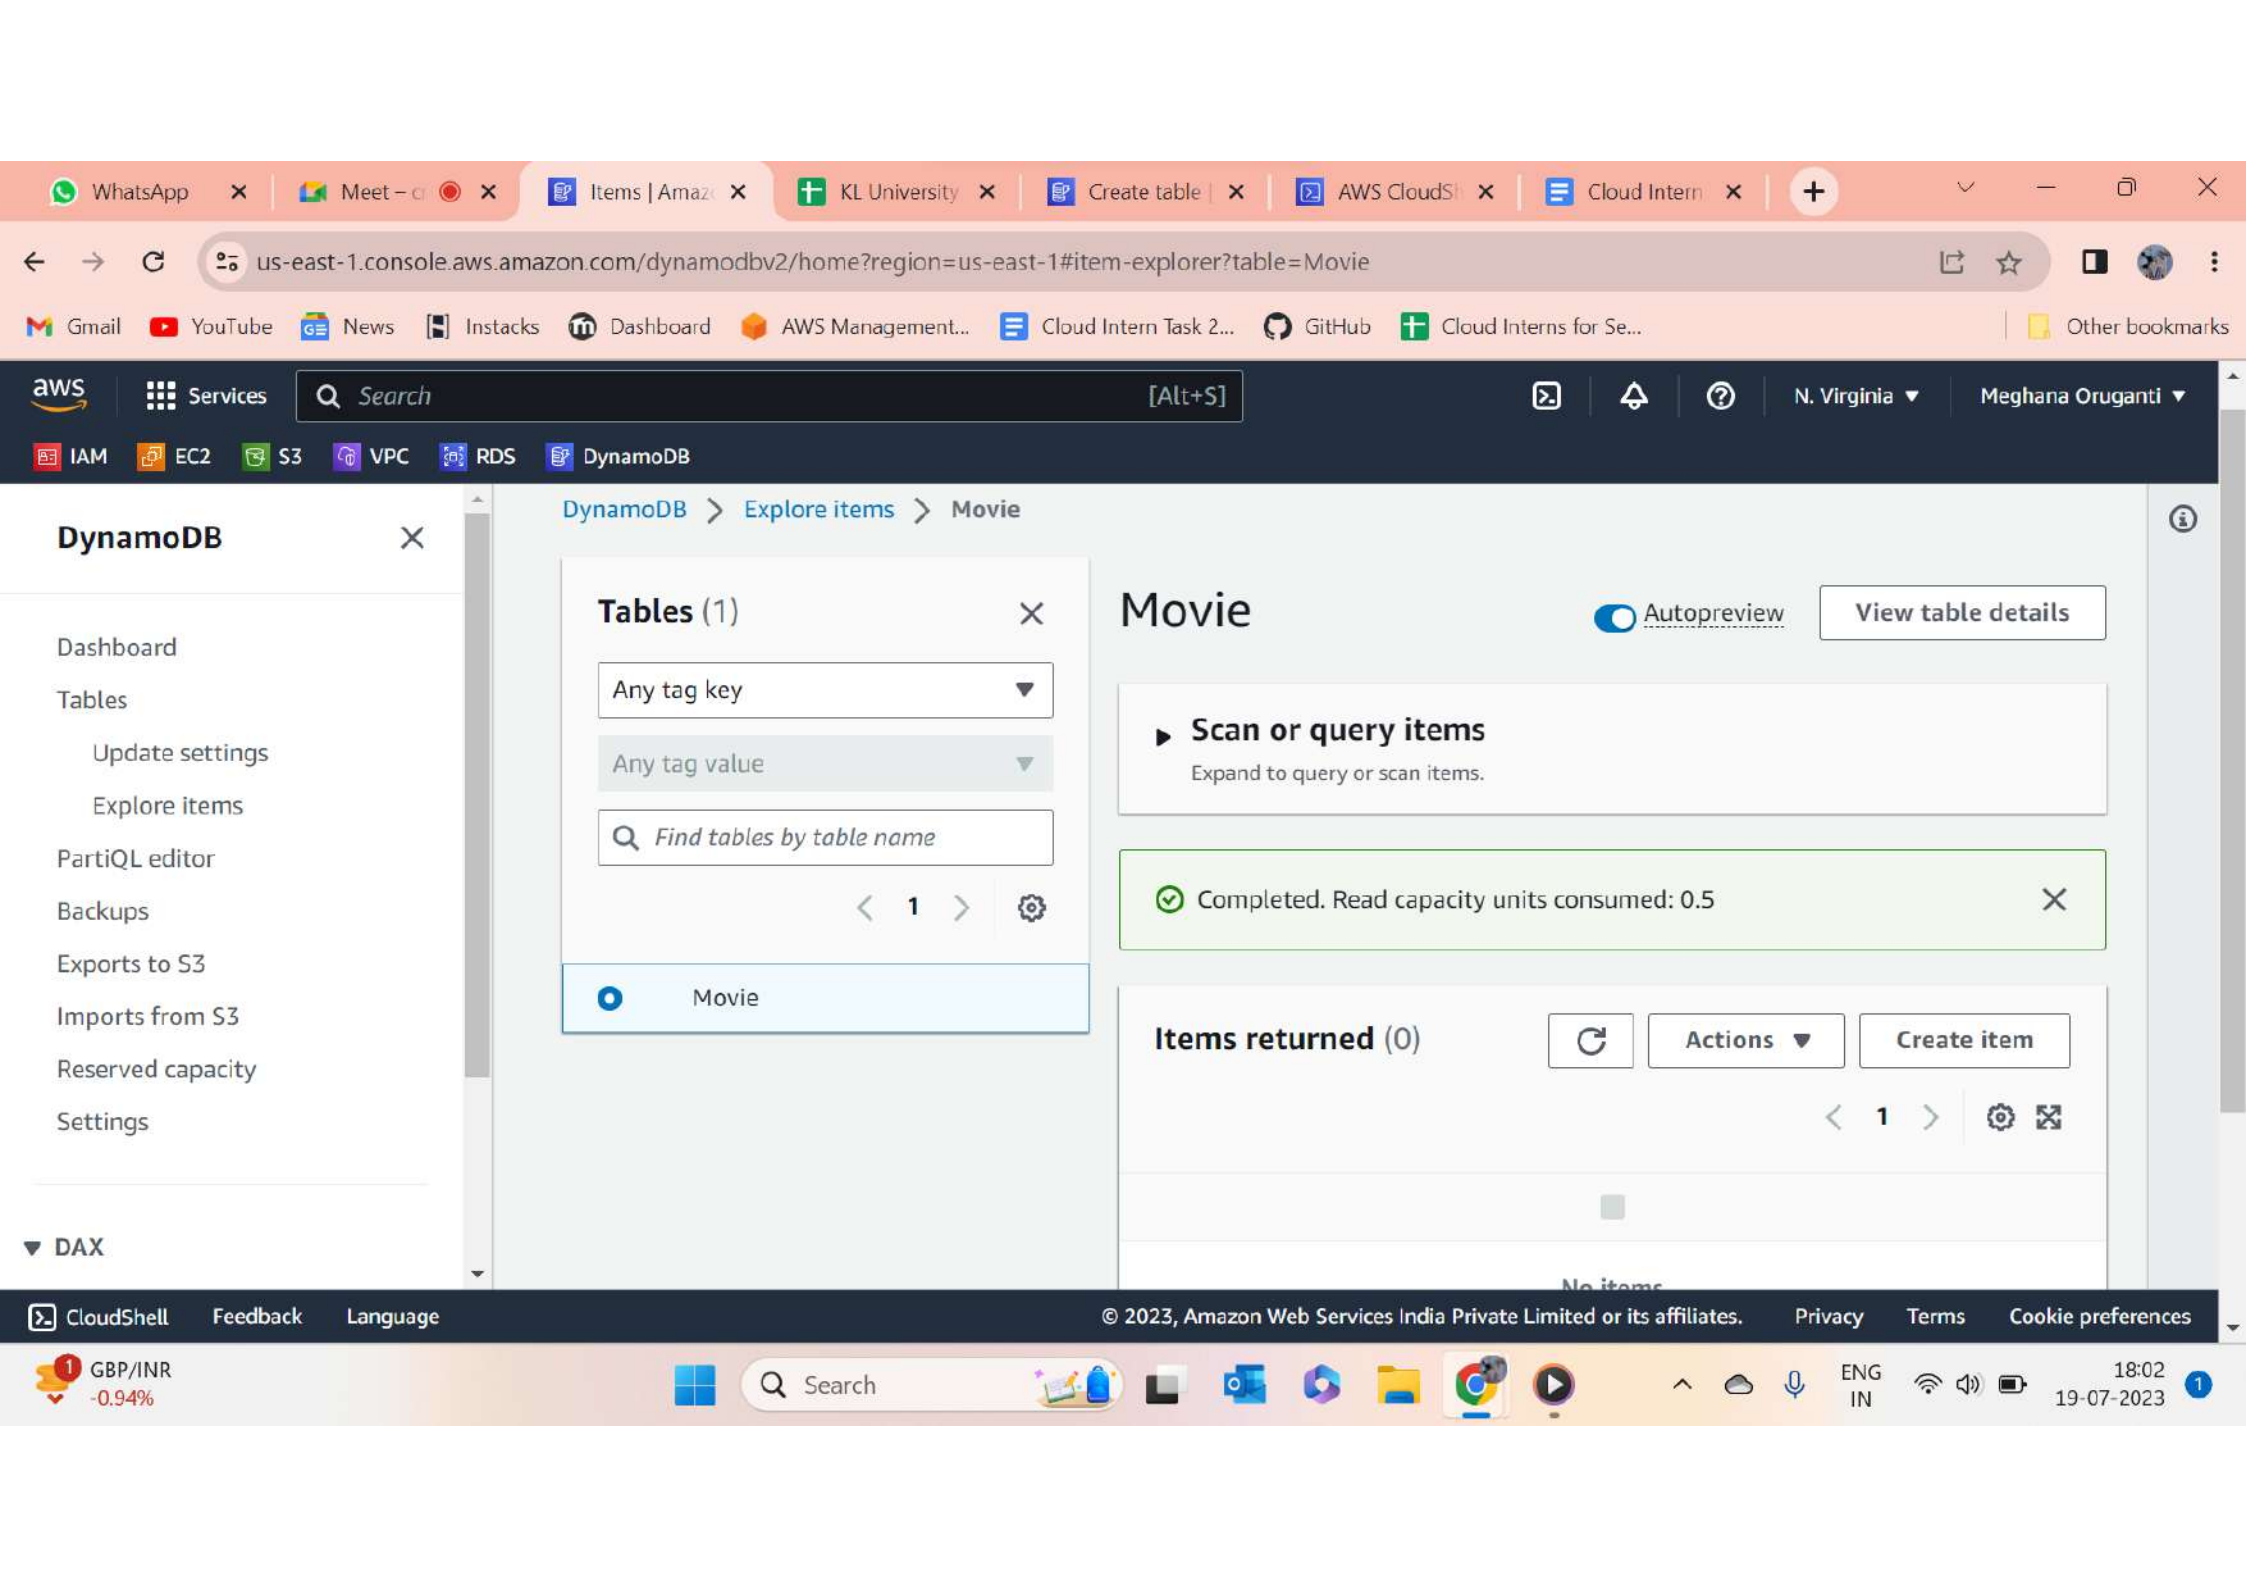 WhatsApp
Meet – c
Items | Amaz
KL University
Create table |
AWS CloudSh
Cloud Intern
us-east-1.console.aws.amazon.com/dynamodbv2/home?region=us-east-1#item-explorer?table=Movie
Gmail
YouTube
GE News
Instacks
Dashboard
AWS Management...
Cloud Intern Task 2...
GitHub
Cloud Interns for Se...
Other bookmarks
aws
Services
Search
[Alt+S]
N. Virginia
Meghana Oruganti
IAM
EC2
S3
VPC
RDS
DynamoDB
DynamoDB
Dashboard
Tables
Update settings
Explore items
PartiQL editor
Backups
Exports to S3
Imports from S3
Reserved capacity
Settings
DAX
DynamoDB
Explore items
Movie
Tables (1)
Any tag key
Any tag value
Find tables by table name
1
Movie
Movie
Autopreview
View table details
Scan or query items
Expand to query or scan items.
Completed. Read capacity units consumed: 0.5
Items returned (0)
Actions
Create item
1
No items
CloudShell
Feedback
Language
© 2023, Amazon Web Services India Private Limited or its affiliates.
Privacy
Terms
Cookie preferences
1
GBP/INR
-0.94%
Search
ENG
IN
18:02
19-07-2023
1